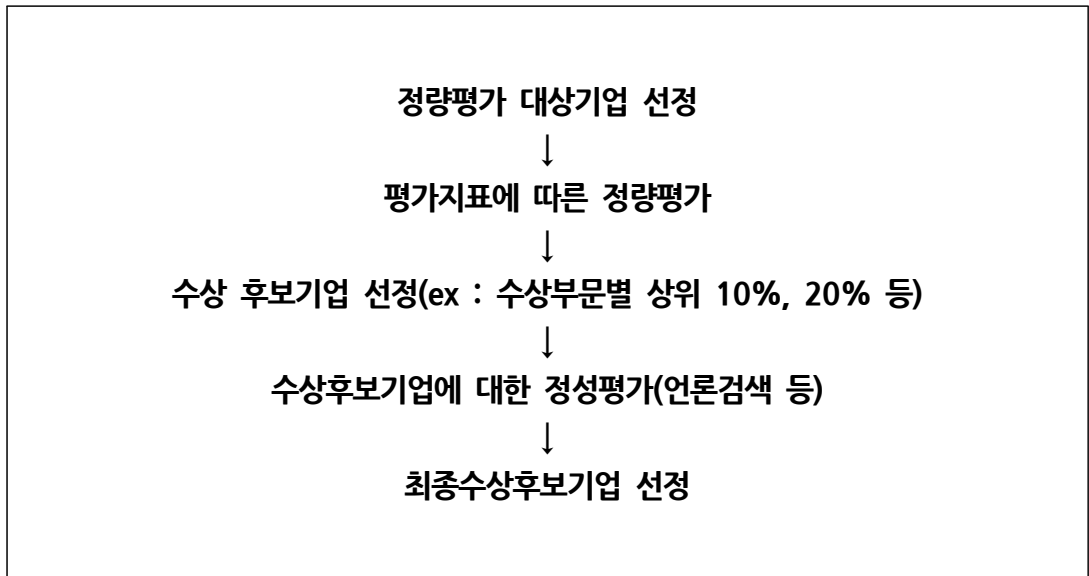 정량평가 대상기업 선정
↓
평가지표에 따른 정량평가
↓
수상 후보기업 선정(ex : 수상부문별 상위 10%, 20% 등)
↓
수상후보기업에 대한 정성평가(언론검색 등)
↓
최종수상후보기업 선정